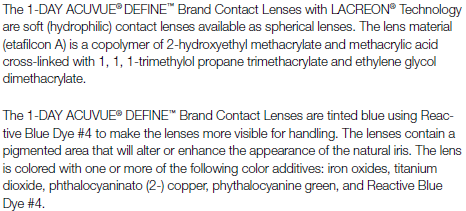 The 1-DAY ACUVUE® DEFINE™ Brand Contact Lenses with LACREON® Technology
are soft (hydrophilic) contact lenses available as spherical lenses. The lens material
(etafilcon A) is a copolymer of 2-hydroxyethyl methacrylate and methacrylic acid
cross-linked with 1, 1, 1-trimethylol propane trimethacrylate and ethylene glycol
dimethacrylate.
The 1-DAY ACUVUE® DEFINE™ Brand Contact Lenses are tinted blue using Reac-
tive Blue Dye #4 to make the lenses more visible for handling. The lenses contain a
pigmented area that will alter or enhance the appearance of the natural iris. The lens
is colored with one or more of the following color additives: iron oxides, titanium
dioxide, phthalocyaninato (2-) copper, phythalocyanine green, and Reactive Blue
Dye #4.